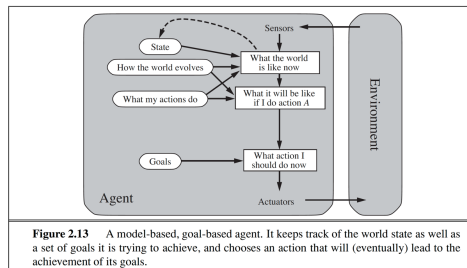 Sensors
State
What the world
is like now
How the world evolves
What my actions do
What it will be like
if I do action A
Goals
What action I
should do now
Agent
Actuators
Environment
Figure 2.13 A model-based, goal-based agent. It keeps track of the world state as well as
a set of goals it is trying to achieve, and chooses an action that will (eventually) lead to the
achievement of its goals.